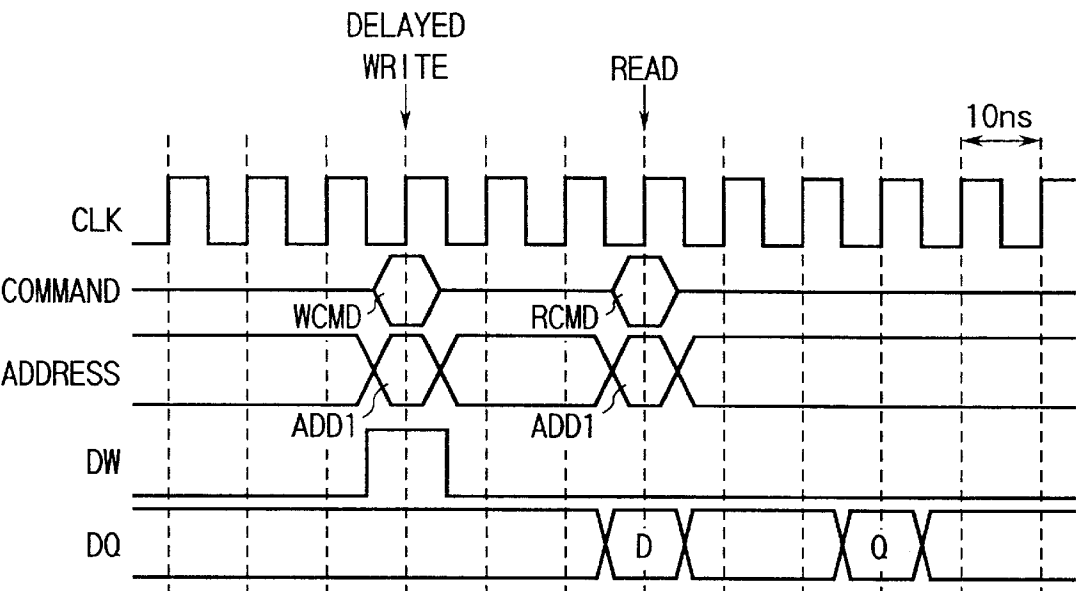 DELAYED
WRITE
READ
10ns
CLK
COMMAND
WCMD
RCMD
ADDRESS
ADD1
ADD1
DW
DQ
D
Q